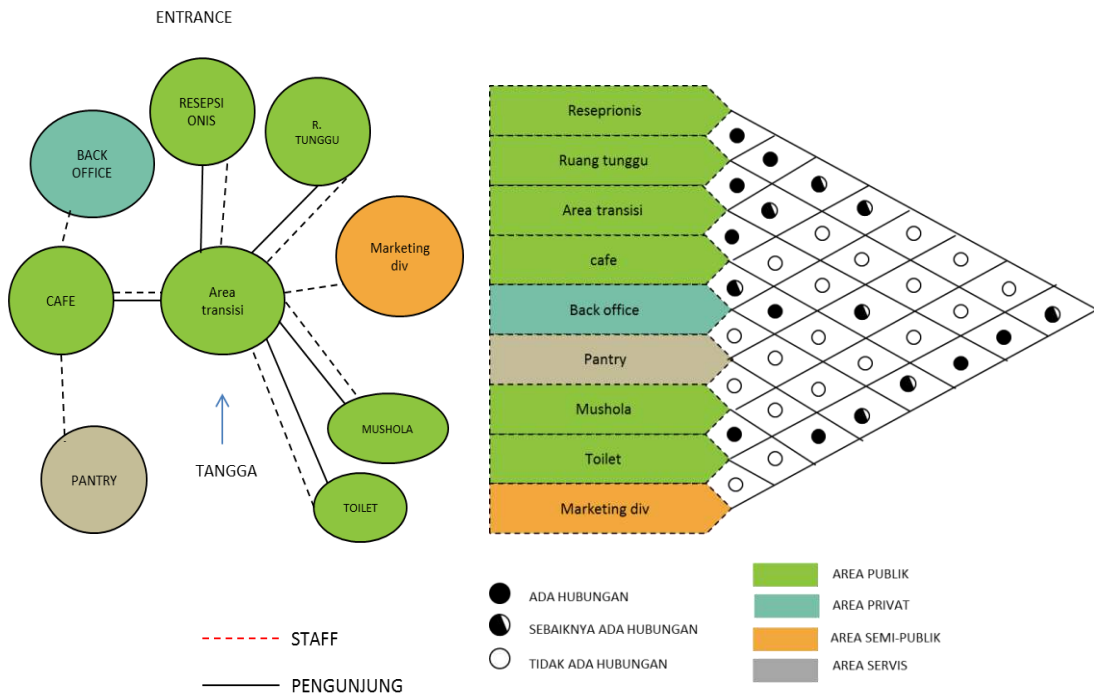 ENTRANCE
RESEPSI
ONIS
R.
TUNGGU
BACK
OFFICE
Marketing
div
CAFE
Area
transisi
MUSHOLA
TANGGA
PANTRY
TOILET
STAFF
PENGUNJUNG
Reseprionis
Ruang tunggu
Area transisi
cafe
Back office
Pantry
Mushola
Toilet
Marketing div
ADA HUBUNGAN
SEBAIKNYA ADA HUBUNGAN
TIDAK ADA HUBUNGAN
AREA PUBLIK
AREA PRIVAT
AREA SEMI-PUBLIK
AREA SERVIS